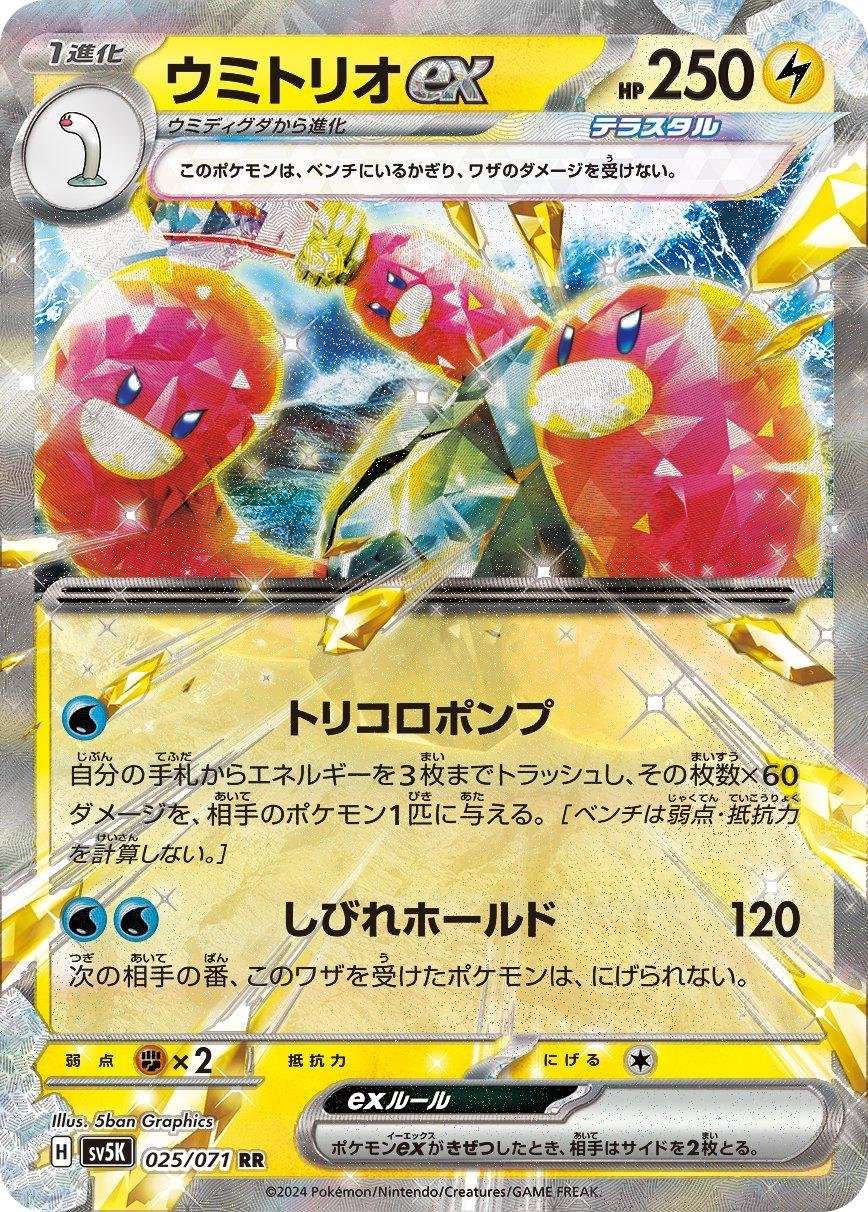 1進化
ウミトリオex
HP250
ウミディグダから進化
テラスタル
このポケモンは、ベンチにいるかぎり、ワザのダメージを受けない。
トリコロポンプ
自分の手札からエネルギーを3枚までトラッシュし、その枚数×60
ダメージを、相手のポケモン1匹に与える。［ベンチは弱点・抵抗力
を計算しない。］
しびれホールド 120
次の相手の番、このワザを受けたポケモンは、にげられない。
弱点 ×2 抵抗力 にげる
exルール
ポケモンexがきぜつしたとき、相手はサイドを2枚とる。
Illus. 5ban Graphics
H sv5K 025/071 RR
©2024 Pokémon/Nintendo/Creatures/GAME FREAK.